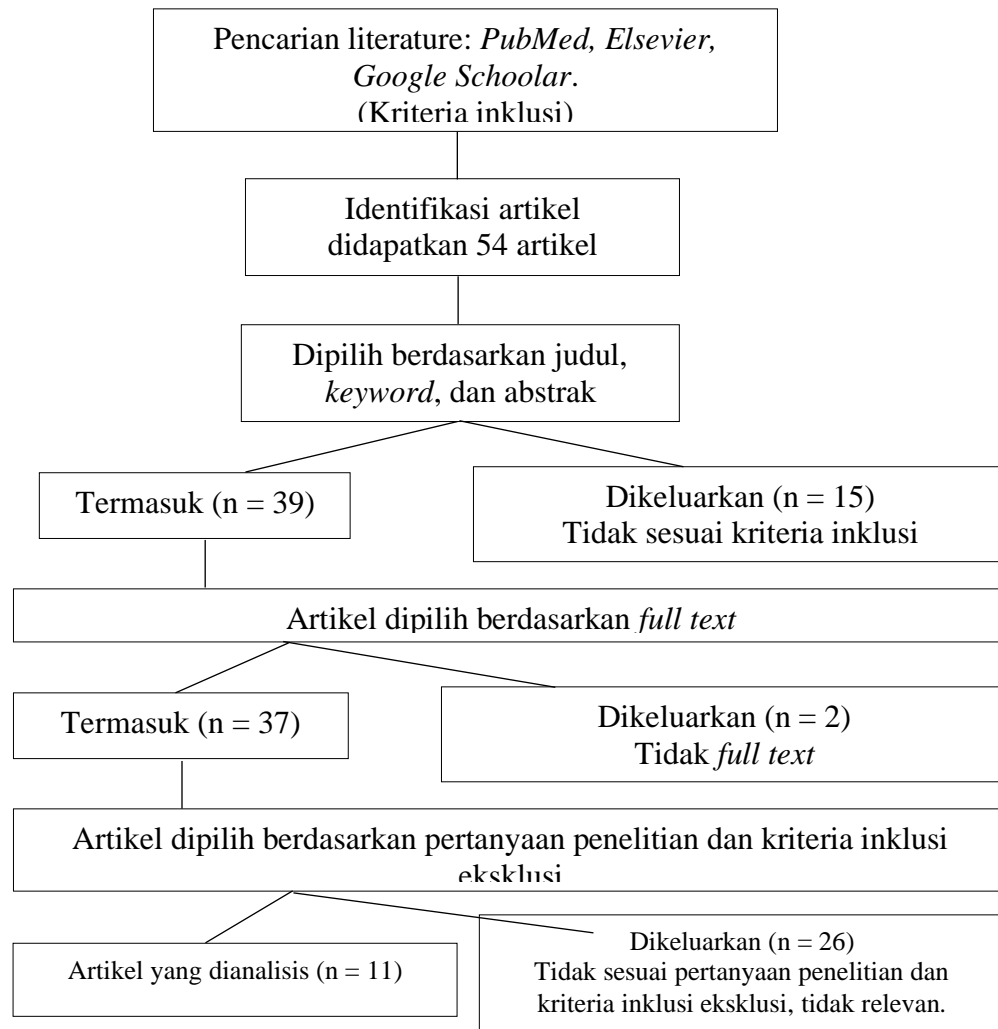 Pencarian literature: PubMed, Elsevier,
Google Schoolar.
(Kriteria inklusi)
Identifikasi artikel
didapatkan 54 artikel
Dipilih berdasarkan judul,
keyword, dan abstrak
Termasuk (n = 39)
Dikeluarkan (n = 15)
Tidak sesuai kriteria inklusi
Artikel dipilih berdasarkan full text
Termasuk (n = 37)
Dikeluarkan (n = 2)
Tidak full text
Artikel dipilih berdasarkan pertanyaan penelitian dan kriteria inklusi
eksklusi
Artikel yang dianalisis (n = 11)
Dikeluarkan (n = 26)
Tidak sesuai pertanyaan penelitian dan
kriteria inklusi eksklusi, tidak relevan.